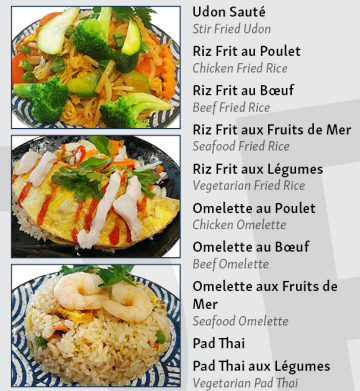 Udon Sauté
Stir Fried Udon
Riz Frit au Poulet
Chicken Fried Rice
Riz Frit au Bœuf
Beef Fried Rice
Riz Frit aux Fruits de Mer
Seafood Fried Rice
Riz Frit aux Légumes
Vegetarian Fried Rice
Omelette au Poulet
Chicken Omelette
Omelette au Bœuf
Beef Omelette
Omelette aux Fruits de
Mer
Seafood Omelette
Pad Thai
Pad Thai aux Légumes
Vegetarian Pad Thai